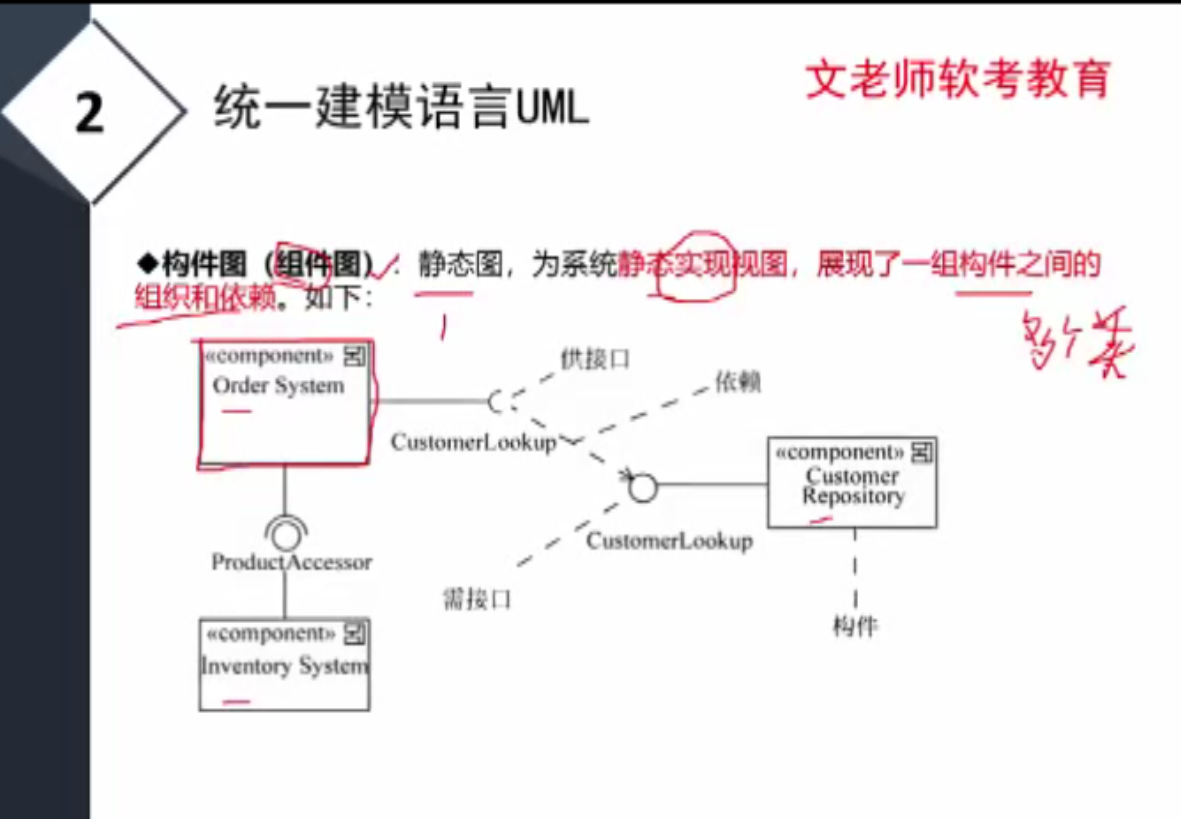 2
统一建模语言UML
文老师软考教育
◆构件图（组件图）：静态图，为系统静态实现视图，展现了一组构件之间的
组织和依赖。如下：
多个类
«component»
Order System
供接口
依赖
CustomerLookup
«component»
Customer
Repository
CustomerLookup
ProductAccessor
需接口
构件
«component»
Inventory System